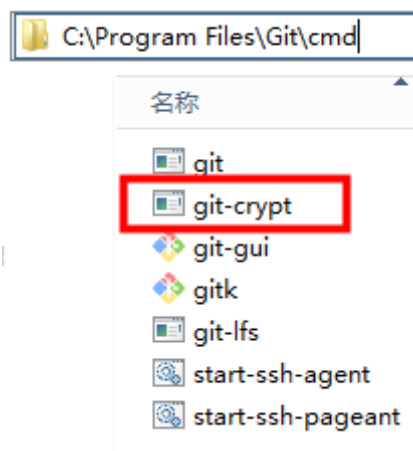 C:\Program Files\Git\cmd
名称
git
git-crypt
git-gui
gitk
git-lfs
start-ssh-agent
start-ssh-pageant